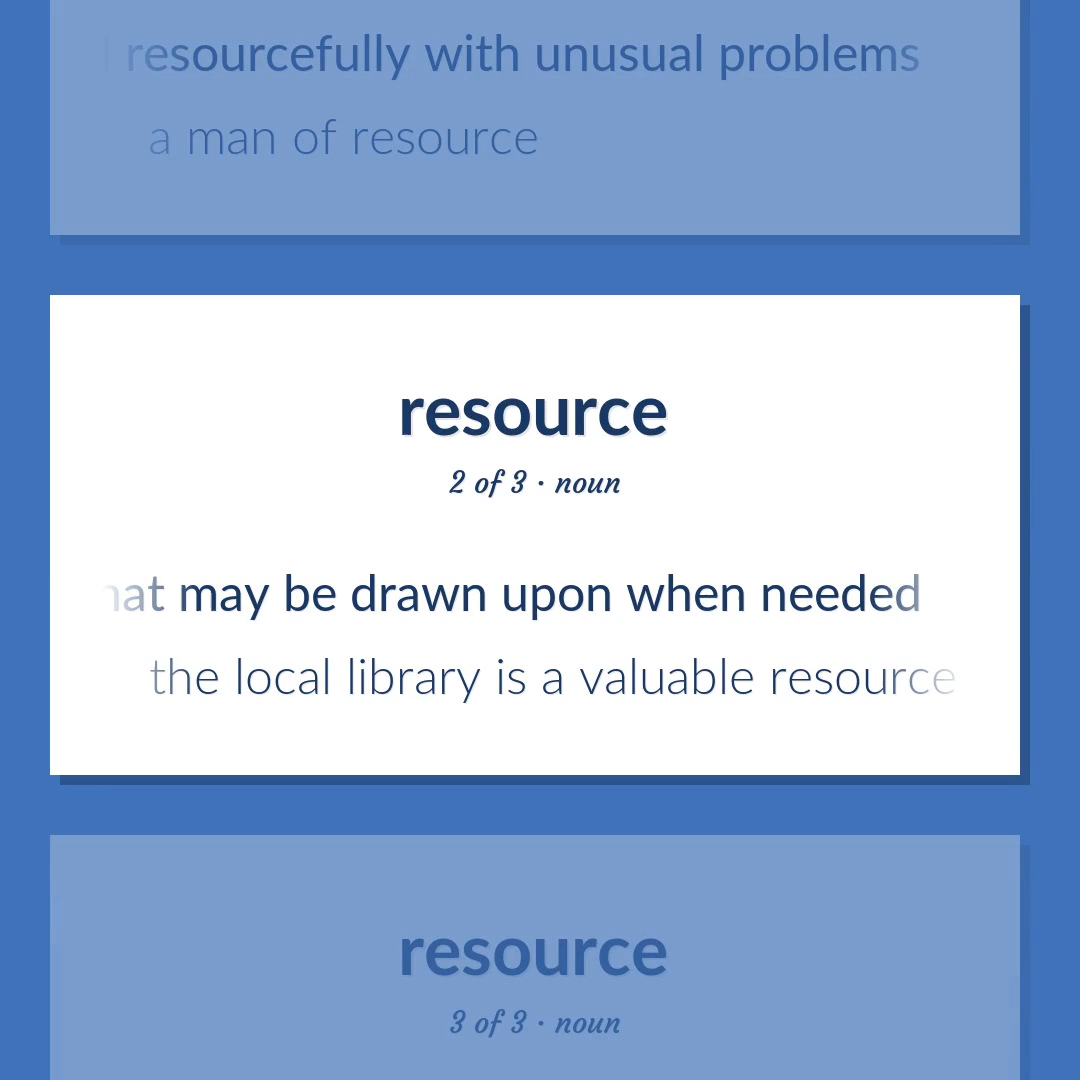 resourcefully with unusual problems
a man of resource
resource
2 of 3 · noun
may be drawn upon when needed
the local library is a valuable resource
resource
3 of 3 · noun